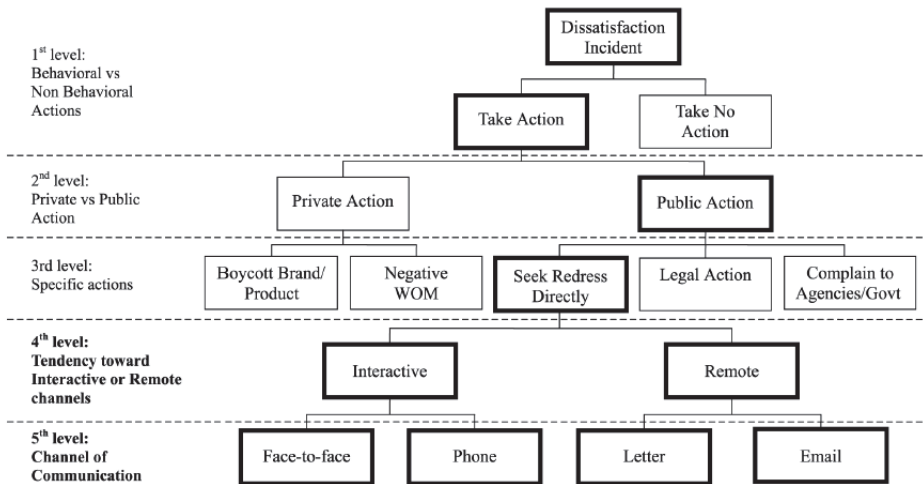 Dissatisfaction
Incident
1st level:
Behavioral vs
Non Behavioral
Actions
Take Action
Take No
Action
2nd level:
Private vs Public
Action
Private Action
Public Action
3rd level:
Specific actions
Boycott Brand/
Product
Negative
WOM
Seek Redress
Directly
Legal Action
Complain to
Agencies/Govt
4th level:
Tendency toward
Interactive or Remote
channels
Interactive
Remote
5th level:
Channel of
Communication
Face-to-face
Phone
Letter
Email